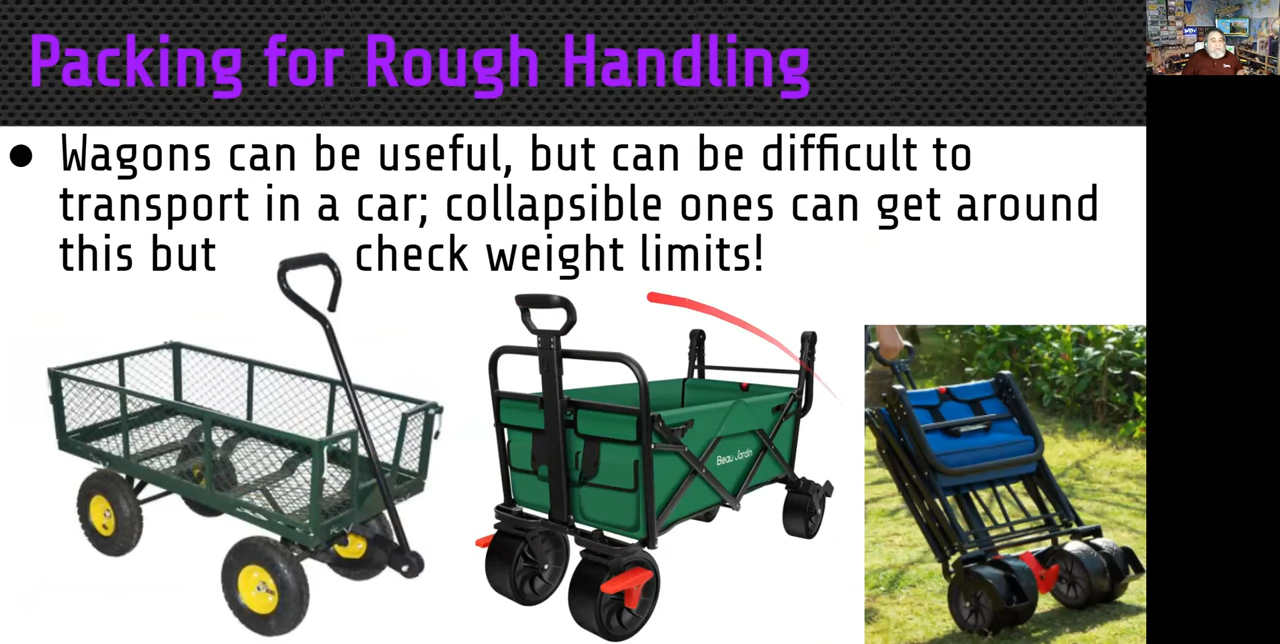 Packing for Rough Handling
● Wagons can be useful, but can be difficult to
transport in a car; collapsible ones can get around
this but check weight limits!
Beau Jardin